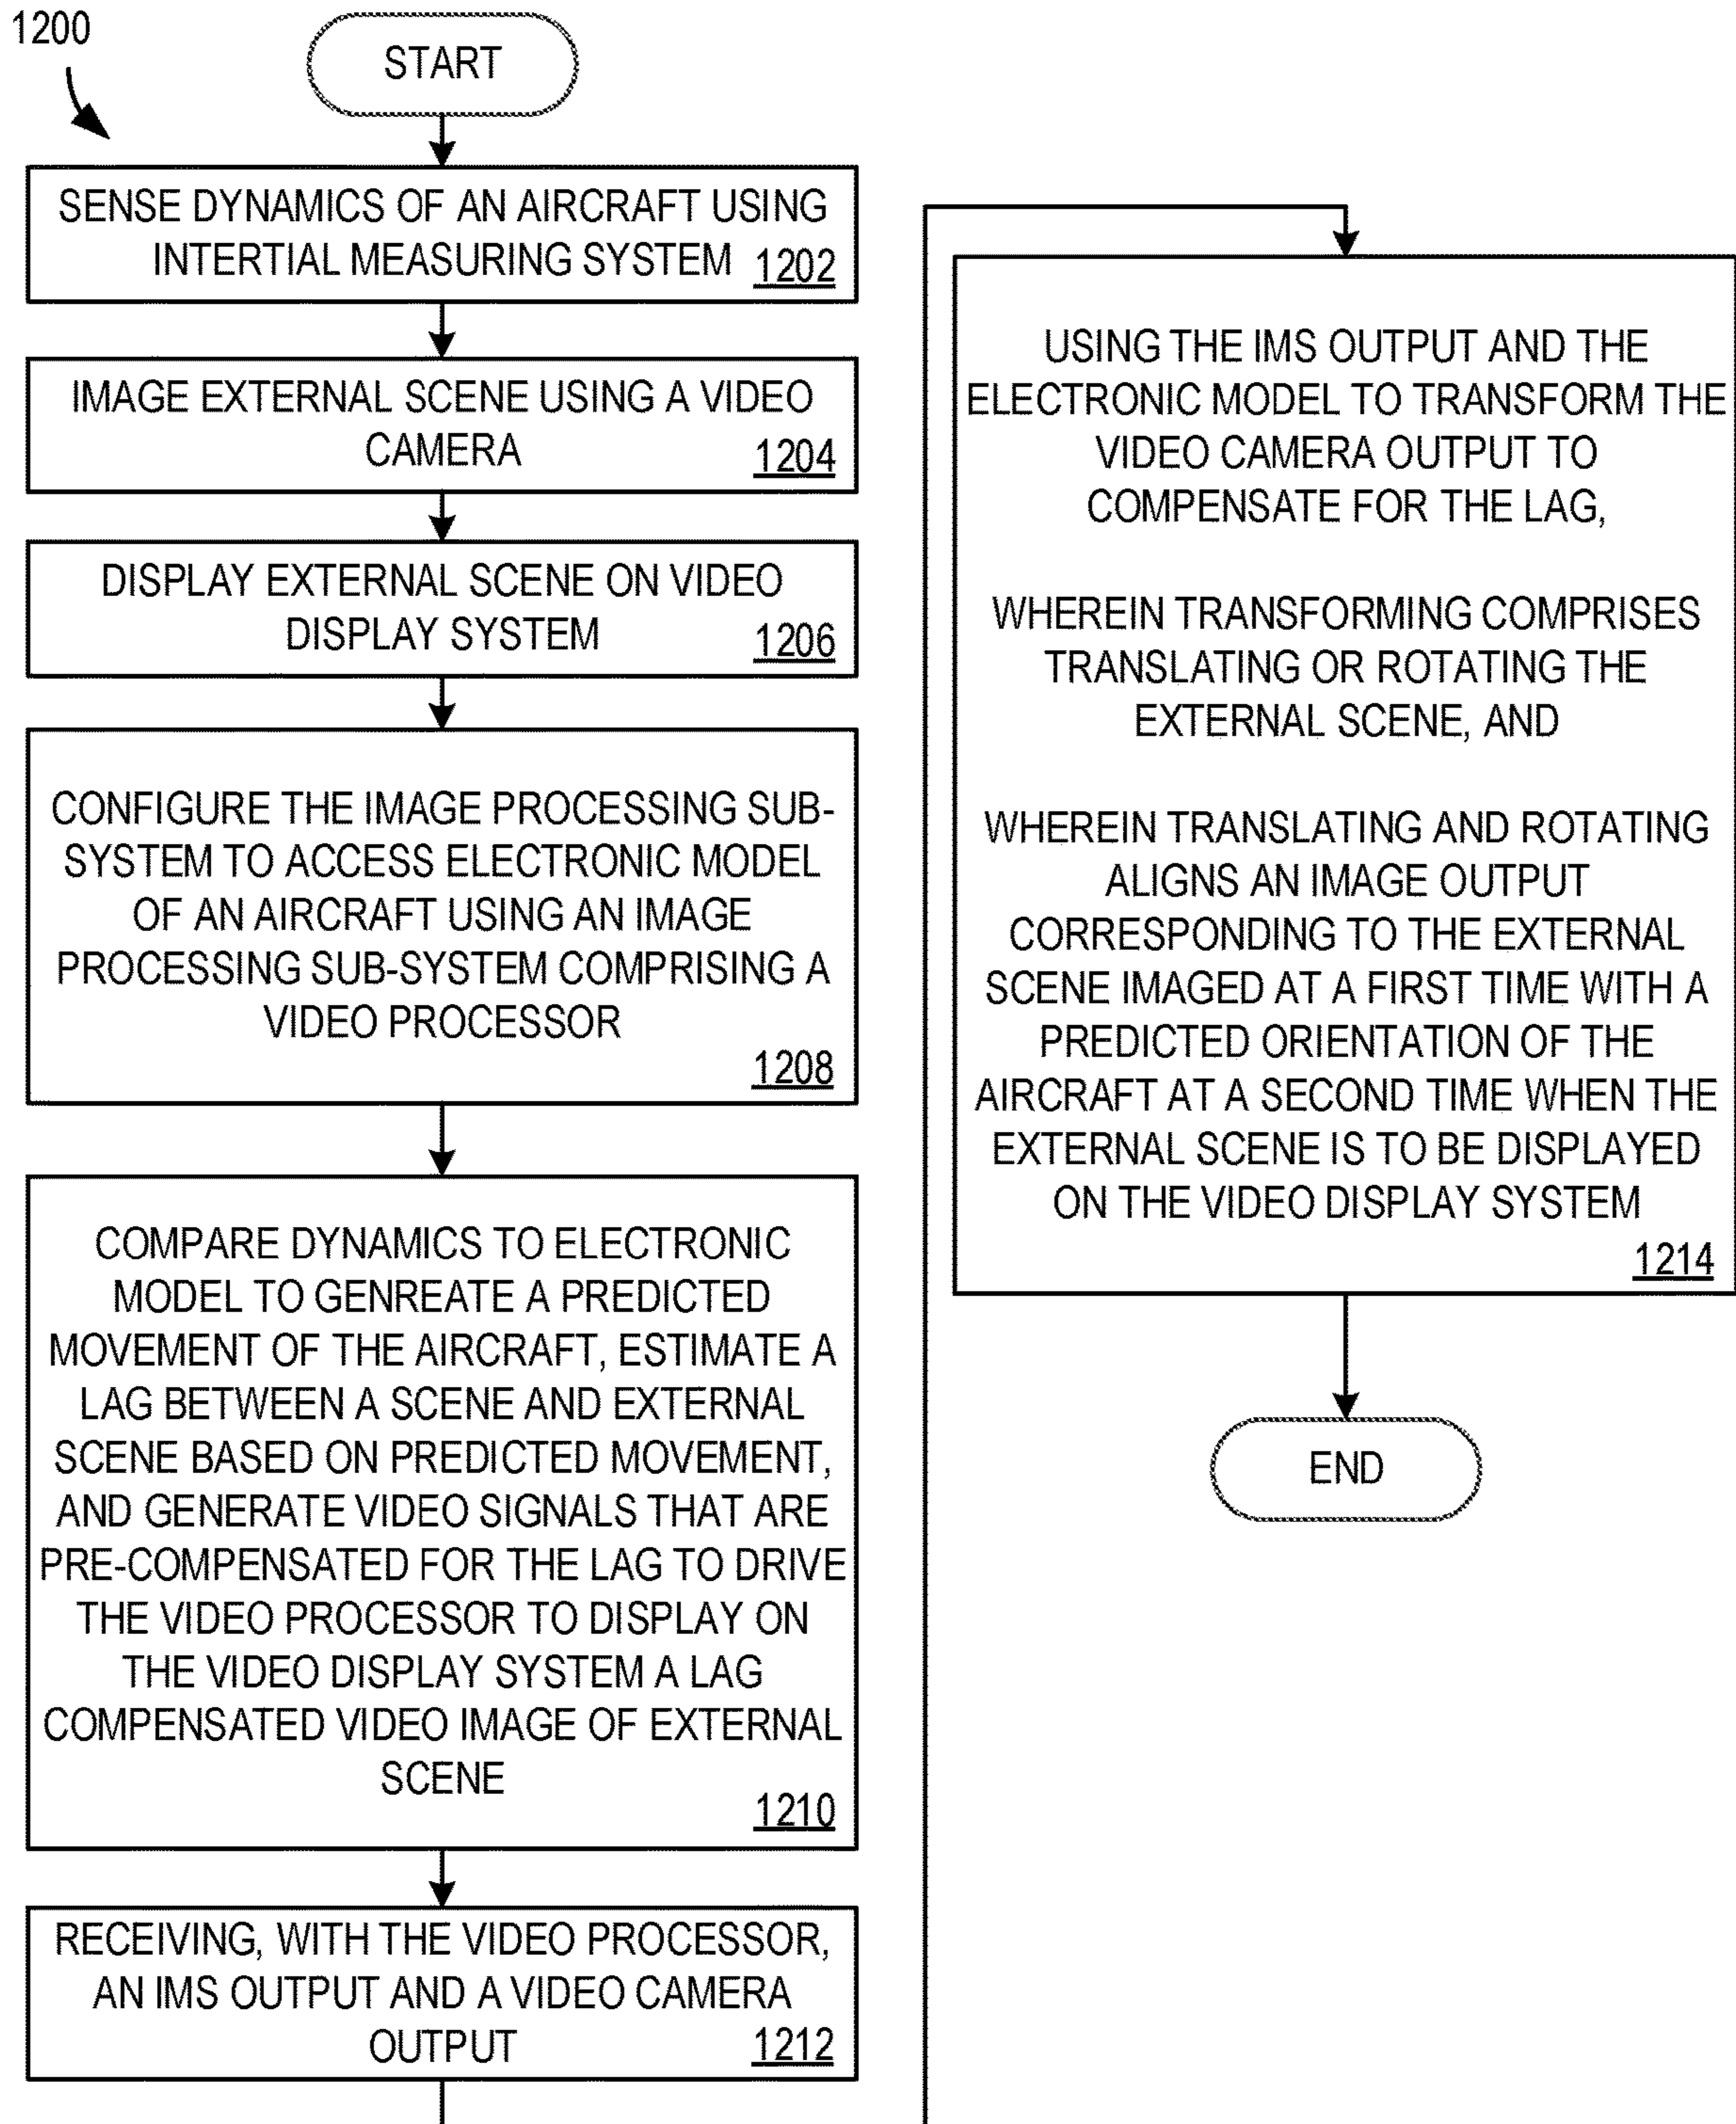 1200
START
SENSE DYNAMICS OF AN AIRCRAFT USING
INTERTIAL MEASURING SYSTEM 1202
IMAGE EXTERNAL SCENE USING A VIDEO
CAMERA 1204
DISPLAY EXTERNAL SCENE ON VIDEO
DISPLAY SYSTEM 1206
CONFIGURE THE IMAGE PROCESSING SUB-
SYSTEM TO ACCESS ELECTRONIC MODEL
OF AN AIRCRAFT USING AN IMAGE
PROCESSING SUB-SYSTEM COMPRISING A
VIDEO PROCESSOR
1208
COMPARE DYNAMICS TO ELECTRONIC
MODEL TO GENREATE A PREDICTED
MOVEMENT OF THE AIRCRAFT, ESTIMATE A
LAG BETWEEN A SCENE AND EXTERNAL
SCENE BASED ON PREDICTED MOVEMENT,
AND GENERATE VIDEO SIGNALS THAT ARE
PRE-COMPENSATED FOR THE LAG TO DRIVE
THE VIDEO PROCESSOR TO DISPLAY ON
THE VIDEO DISPLAY SYSTEM A LAG
COMPENSATED VIDEO IMAGE OF EXTERNAL
SCENE
1210
RECEIVING, WITH THE VIDEO PROCESSOR,
AN IMS OUTPUT AND A VIDEO CAMERA
OUTPUT 1212
USING THE IMS OUTPUT AND THE
ELECTRONIC MODEL TO TRANSFORM THE
VIDEO CAMERA OUTPUT TO
COMPENSATE FOR THE LAG,
WHEREIN TRANSFORMING COMPRISES
TRANSLATING OR ROTATING THE
EXTERNAL SCENE, AND
WHEREIN TRANSLATING AND ROTATING
ALIGNS AN IMAGE OUTPUT
CORRESPONDING TO THE EXTERNAL
SCENE IMAGED AT A FIRST TIME WITH A
PREDICTED ORIENTATION OF THE
AIRCRAFT AT A SECOND TIME WHEN THE
EXTERNAL SCENE IS TO BE DISPLAYED
ON THE VIDEO DISPLAY SYSTEM
1214
END